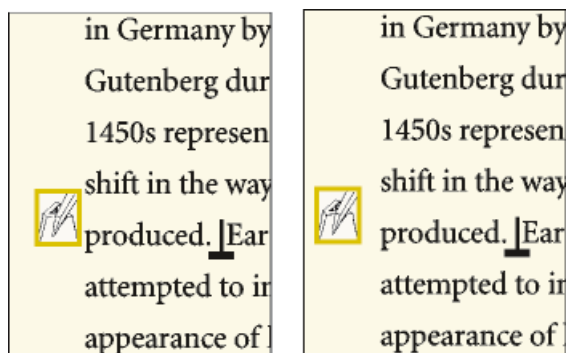 in Germany by
Gutenberg dur
1450s represen
shift in the way
produced. Ear
attempted to in
appearance of
in Germany by
Gutenberg dur
1450s represen
shift in the way
produced. Ear
attempted to in
appearance of